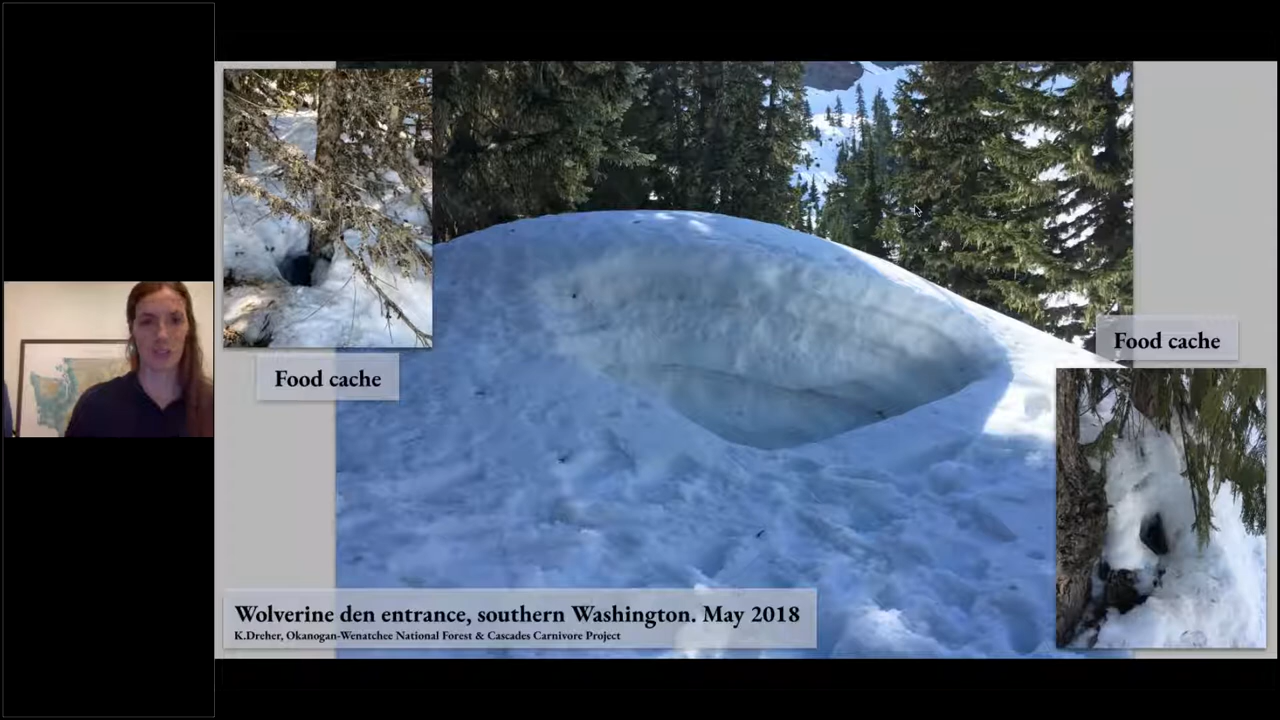 Food cache
Food cache
Wolverine den entrance, southern Washington. May 2018
K.Dreher, Okanogan-Wenatchee National Forest & Cascades Carnivore Project